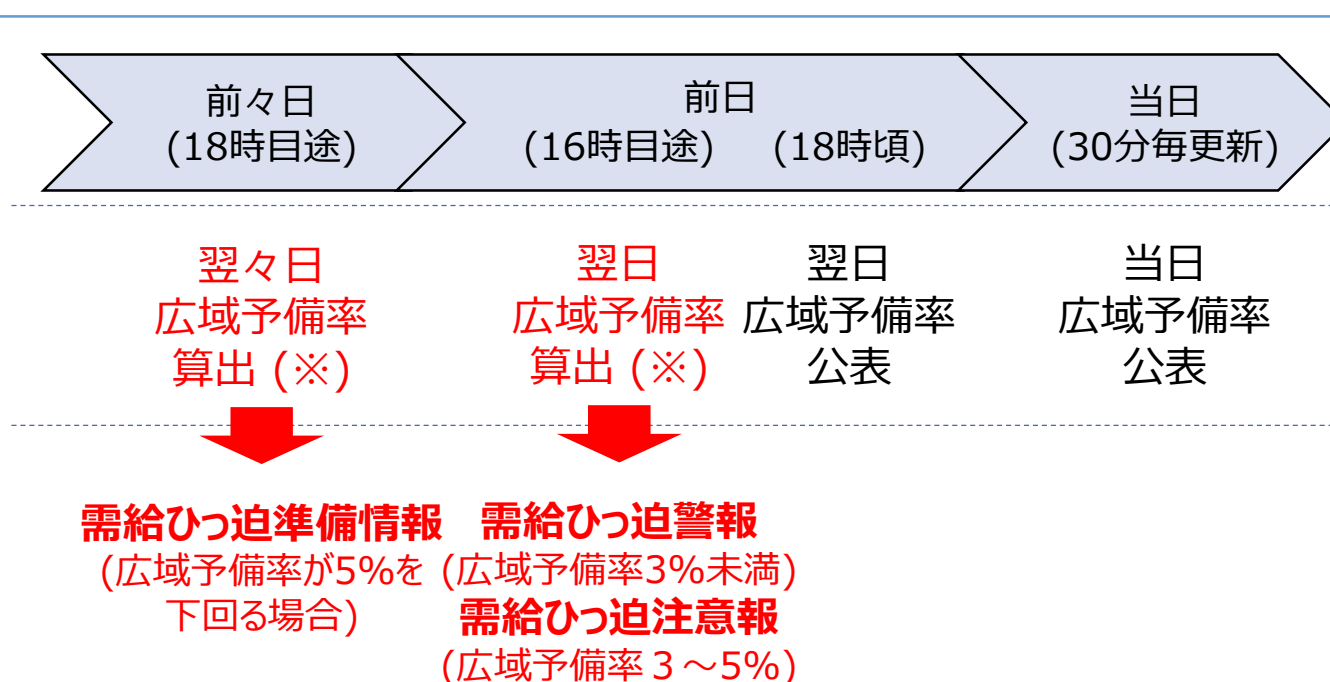 前々日
(18時目途)
前日
(16時目途) (18時頃)
当日
(30分毎更新)
翌々日
広域予備率
算出 (※)
翌日
広域予備率
算出 (※)
翌日
広域予備率
公表
当日
広域予備率
公表
需給ひっ迫準備情報
(広域予備率が5%を
下回る場合)
需給ひっ迫警報
(広域予備率3%未満)
需給ひっ迫注意報
(広域予備率３～5%)